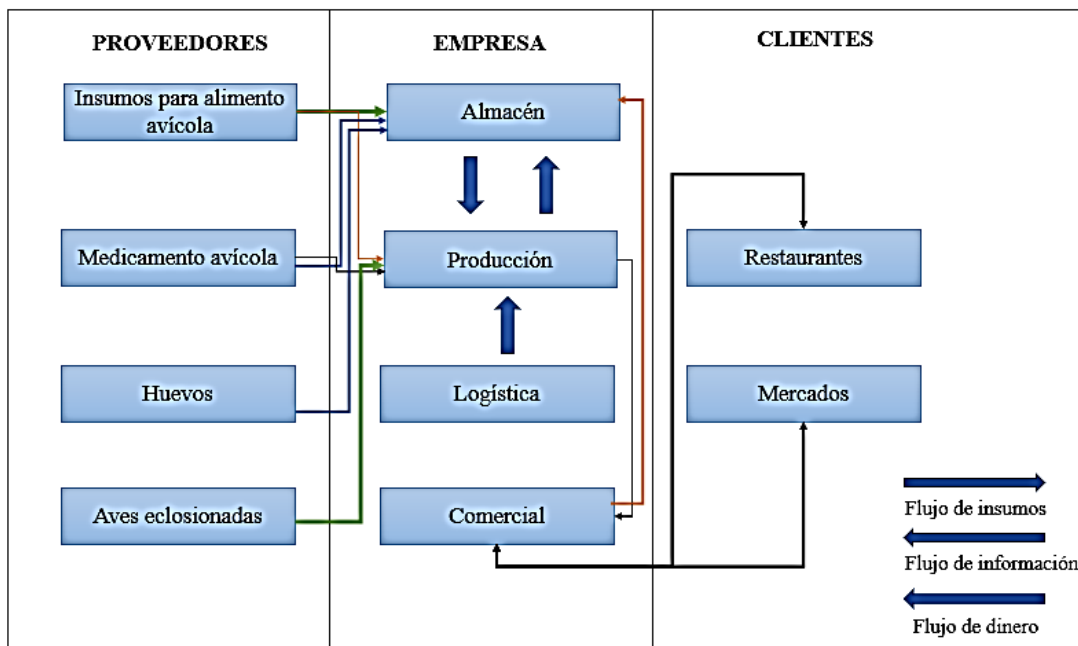 PROVEEDORES
EMPRESA
CLIENTES
Insumos para alimento
avícola
Almacén
Medicamento avícola
Producción
Restaurantes
Huevos
Logística
Mercados
Aves eclosionadas
Comercial
Flujo de insumos
Flujo de información
Flujo de dinero